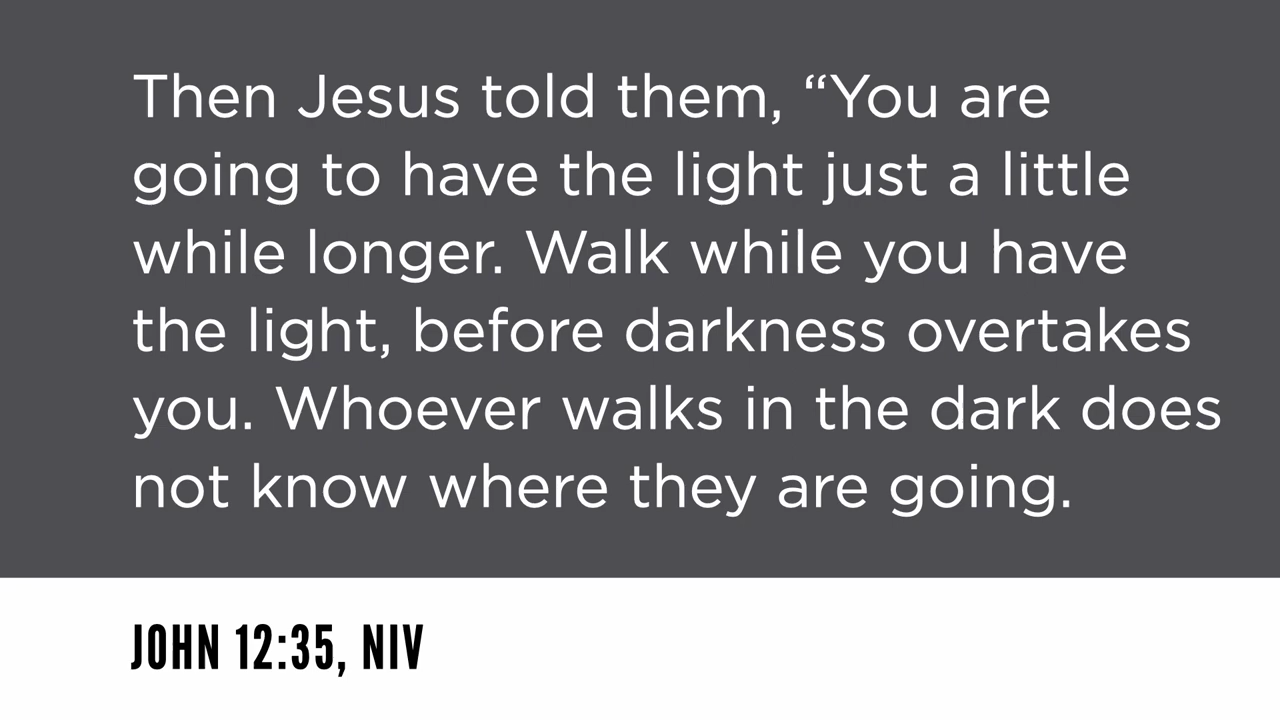 Then Jesus told them, “You are
going to have the light just a little
while longer. Walk while you have
the light, before darkness overtakes
you. Whoever walks in the dark does
not know where they are going.
JOHN 12:35, NIV